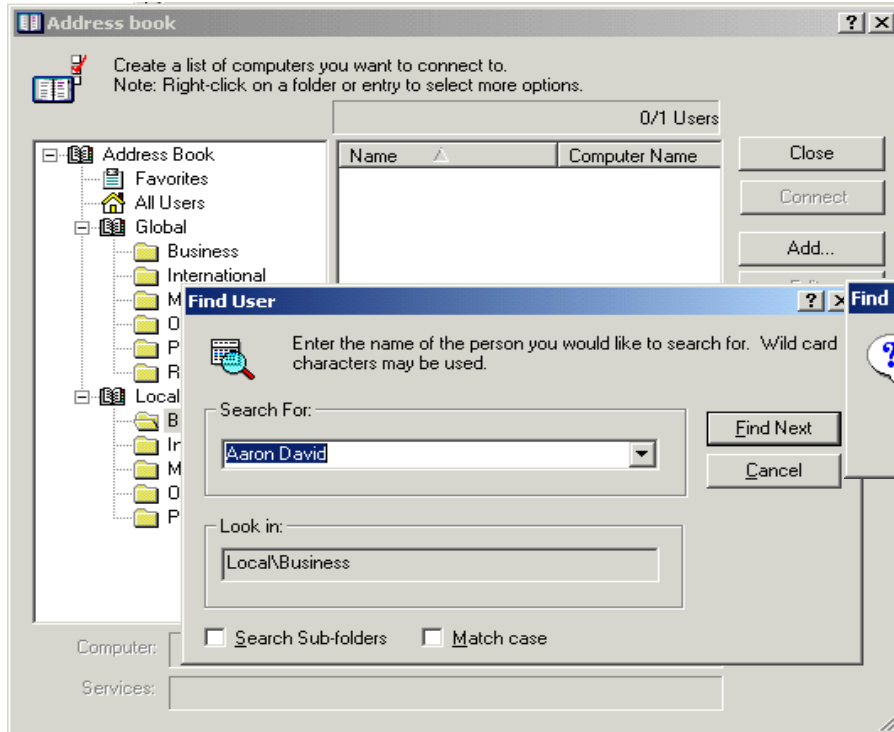 Address book
Create a list of computers you want to connect to.
Note: Right-click on a folder or entry to select more options.
0/1 Users
Address Book
Favorites
All Users
Global
Business
International
M
O
P
R
Local
B
In
M
O
P
Name
Computer Name
Close
Connect
Add...
Find User
Enter the name of the person you would like to search for. Wild card
characters may be used.
Search For:
Aaron David
Find Next
Cancel
Look in:
Local\Business
Search Sub-folders
Match case
Find
Computer:
Services: